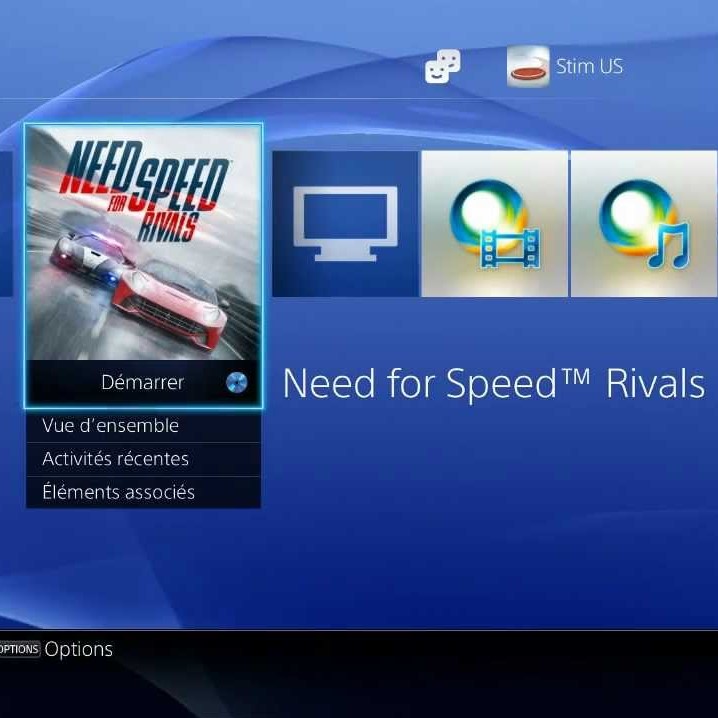 Stim US
NEED
FOR SPEED
RIVALS
Démarrer
Need for Speed™ Rivals
Vue d'ensemble
Activités récentes
Éléments associés
OPTIONS Options